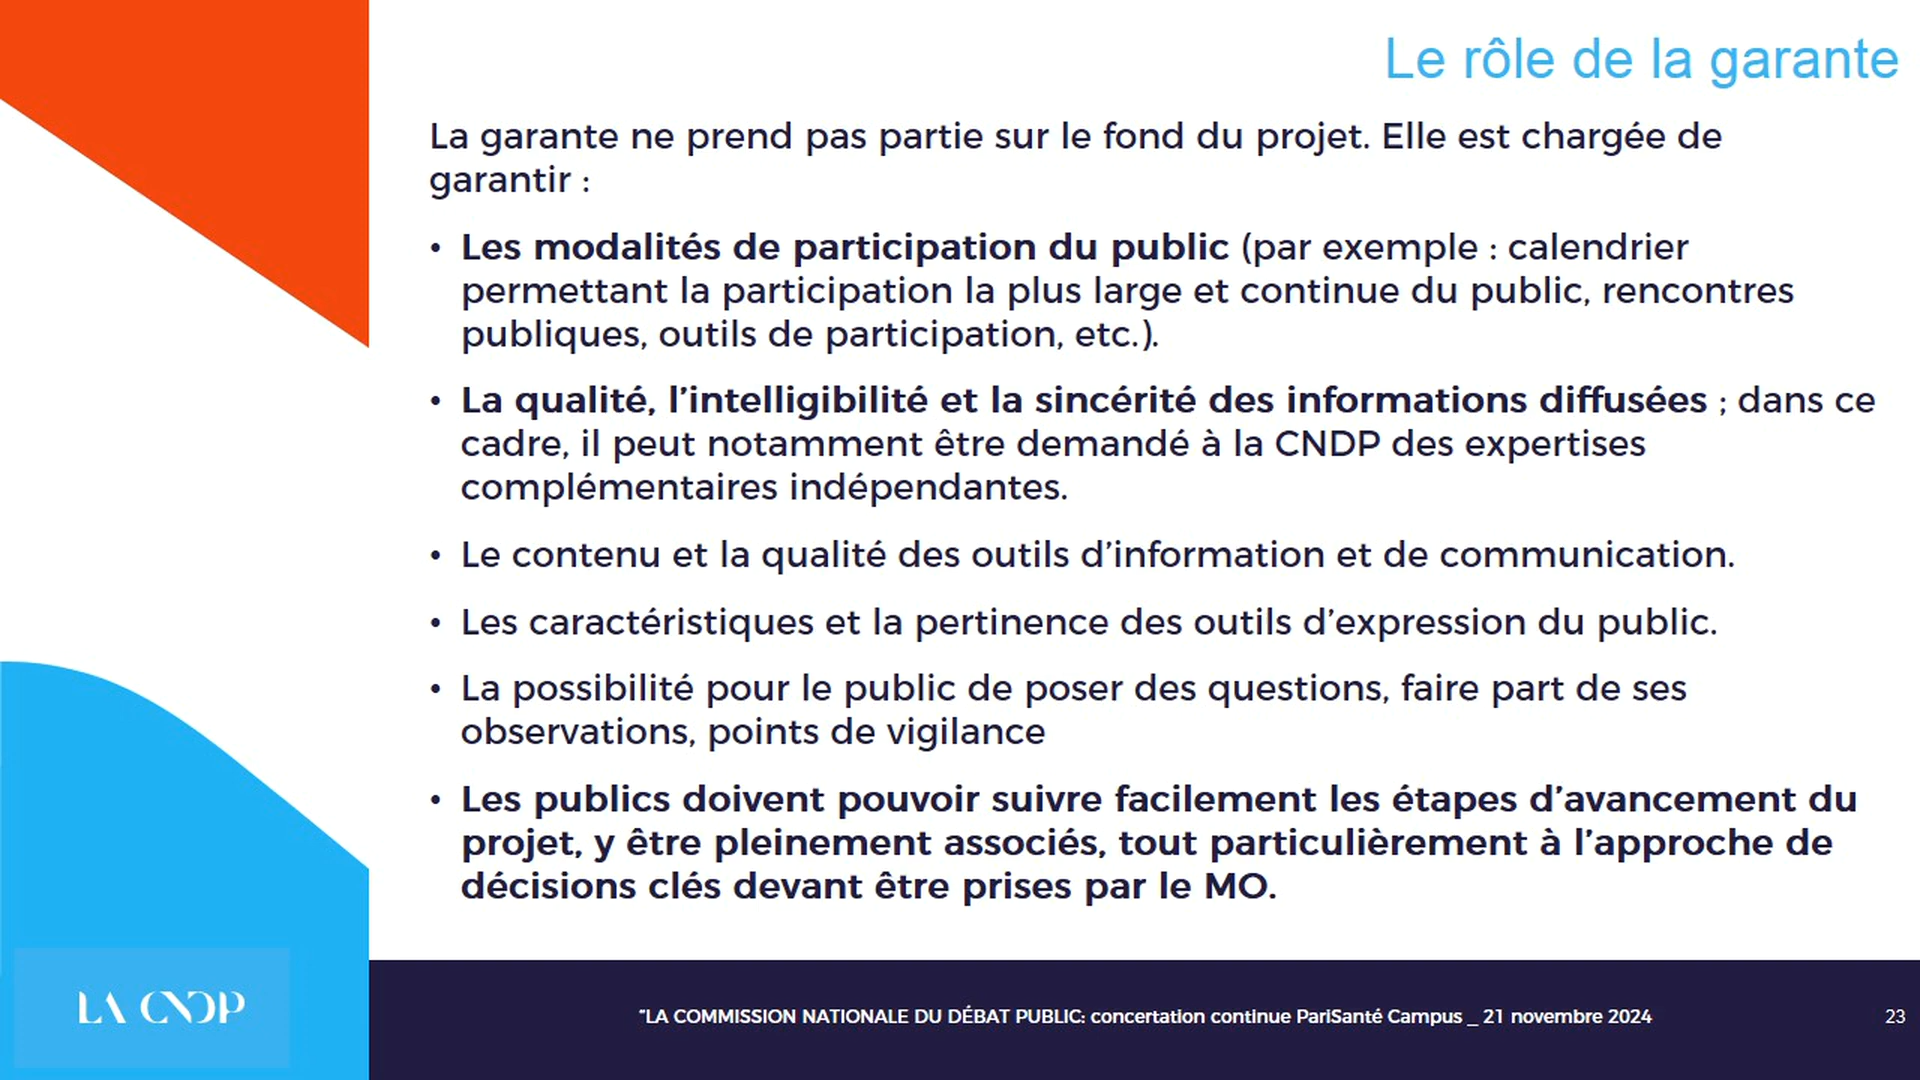 Le rôle de la garante
La garante ne prend pas partie sur le fond du projet. Elle est chargée de
garantir :
• Les modalités de participation du public (par exemple : calendrier
permettant la participation la plus large et continue du public, rencontres
publiques, outils de participation, etc.).
• La qualité, l’intelligibilité et la sincérité des informations diffusées ; dans ce
cadre, il peut notamment être demandé à la CNDP des expertises
complémentaires indépendantes.
• Le contenu et la qualité des outils d’information et de communication.
• Les caractéristiques et la pertinence des outils d’expression du public.
• La possibilité pour le public de poser des questions, faire part de ses
observations, points de vigilance
• Les publics doivent pouvoir suivre facilement les étapes d’avancement du
projet, y être pleinement associés, tout particulièrement à l’approche de
décisions clés devant être prises par le MO.
LA CNDP
“LA COMMISSION NATIONALE DU DÉBAT PUBLIC: concertation continue PariSanté Campus _ 21 novembre 2024
23